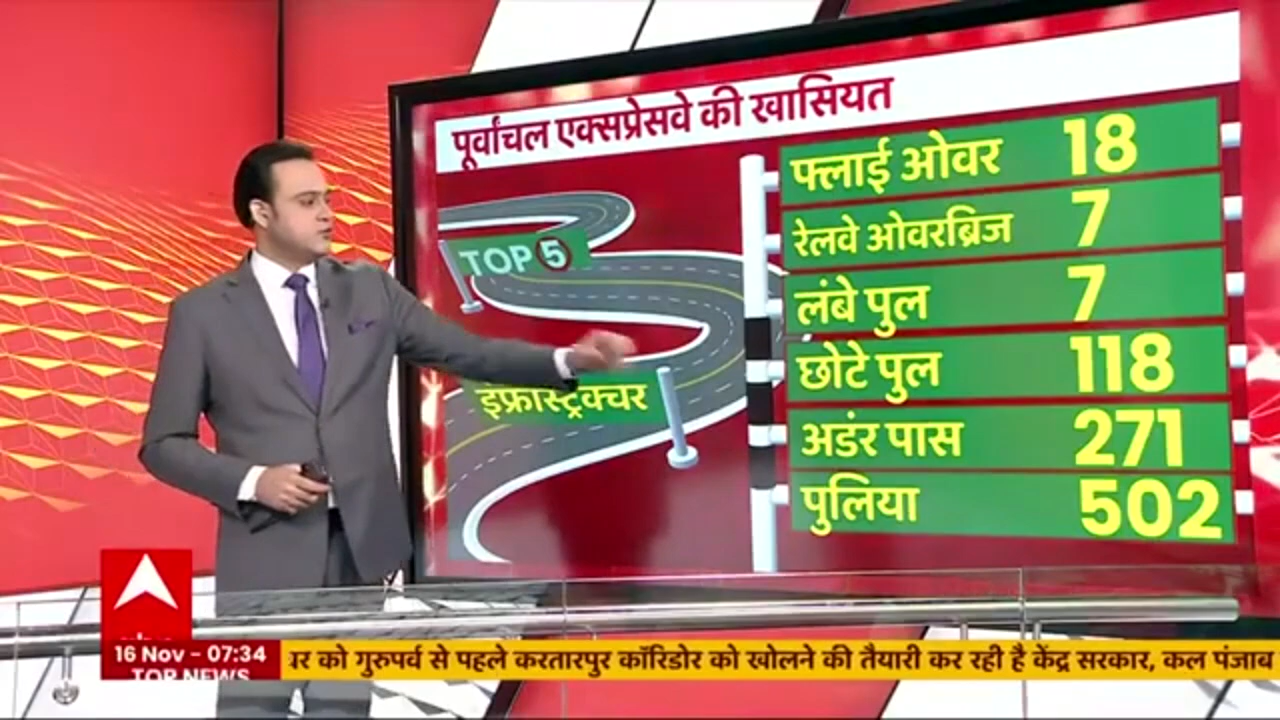 पूर्वांचल एक्सप्रेसवे की खासियत
TOP 5
इंफ्रास्ट्रक्चर
फ्लाई ओवर 18
रेलवे ओवरब्रिज 7
लंबे पुल 7
छोटे पुल 118
अडंर पास 271
पुलिया 502
16 Nov - 07:34
TOP NEWS
को गुरुपर्व से पहले करतारपुर कॉरिडोर को खोलने की तैयारी कर रही है केंद्र सरकार, कल पंजाब